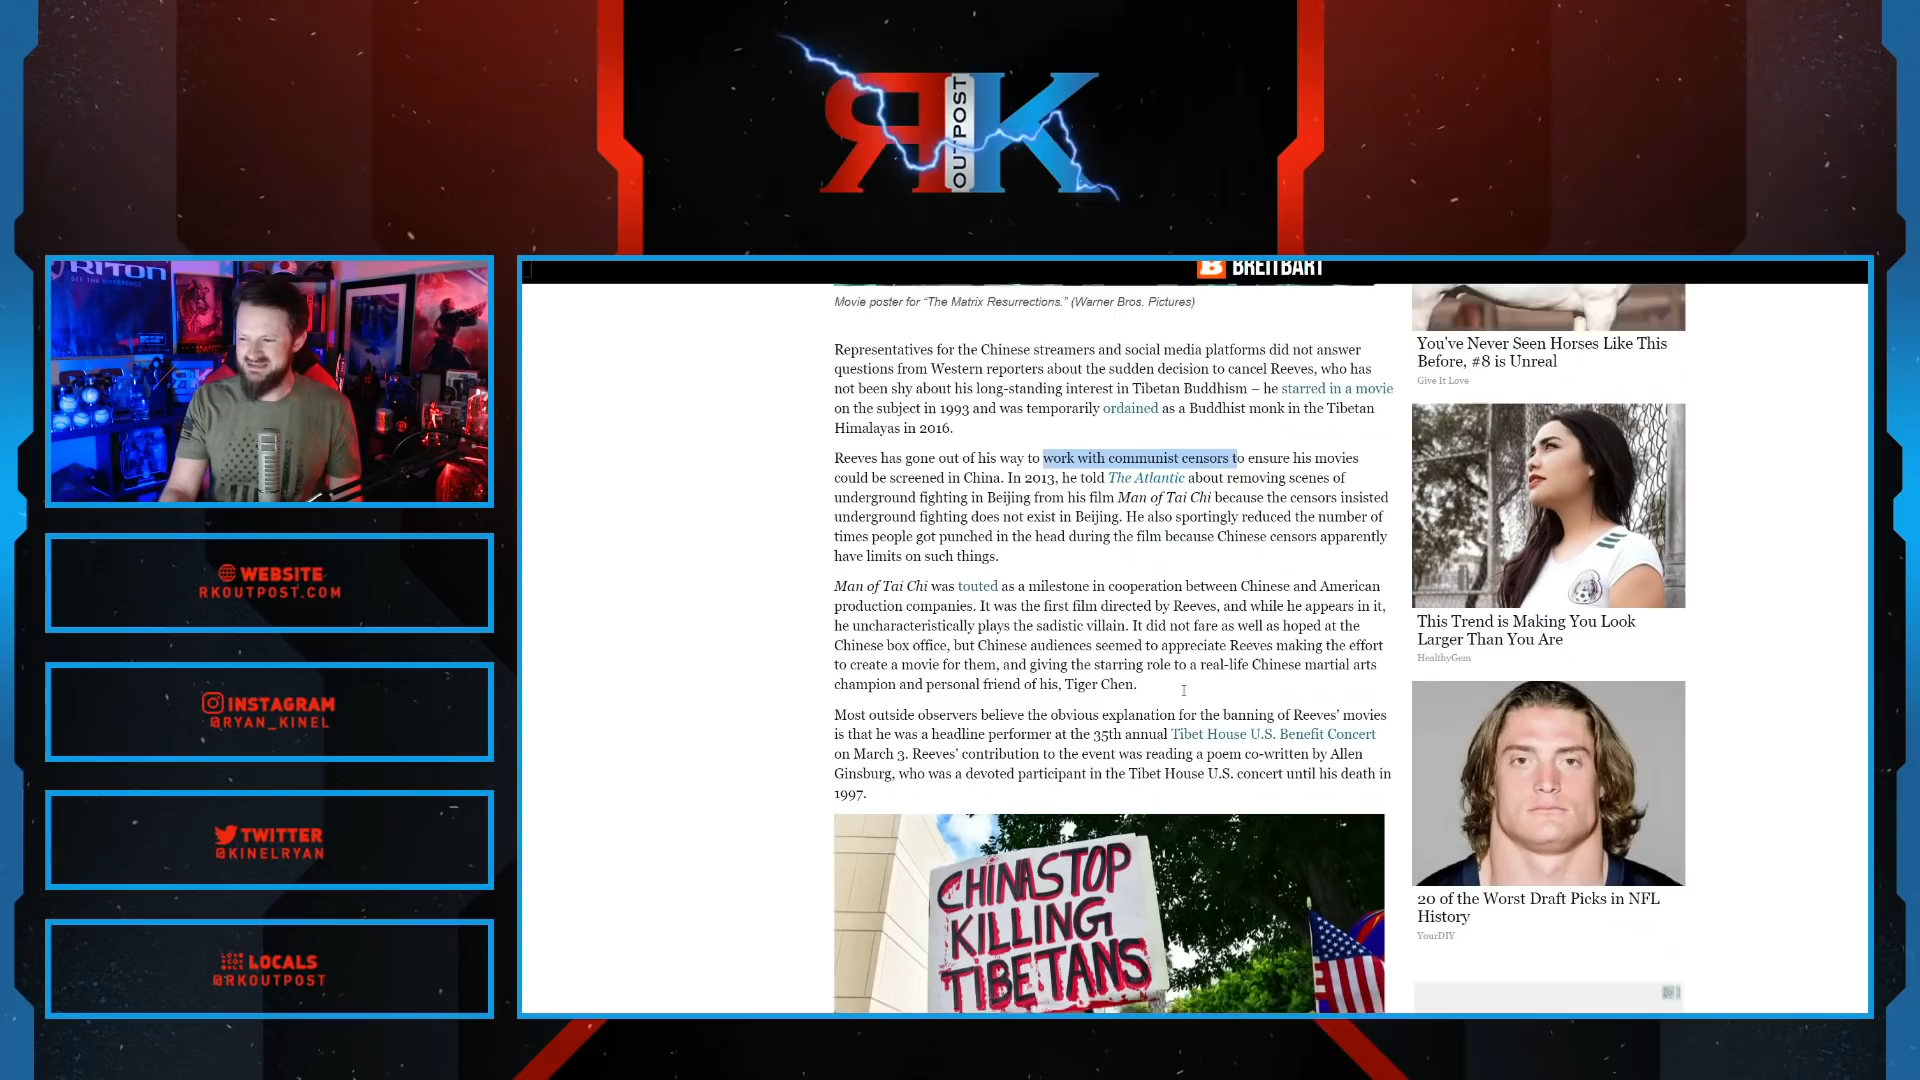 RK
OUTPOST
RITON
SEE THE DIFFERENCE
WEBSITE
RKOUTPOST.COM
INSTAGRAM
@RYAN_KINEL
TWITTER
@KINELRYAN
LOCALS
@RKOUTPOST
B BREITBART
Movie poster for “The Matrix Resurrections.” (Warner Bros. Pictures)
Representatives for the Chinese streamers and social media platforms did not answer
questions from Western reporters about the sudden decision to cancel Reeves, who has
not been shy about his long-standing interest in Tibetan Buddhism – he starred in a movie
on the subject in 1993 and was temporarily ordained as a Buddhist monk in the Tibetan
Himalayas in 2016.
Reeves has gone out of his way to work with communist censors to ensure his movies
could be screened in China. In 2013, he told The Atlantic about removing scenes of
underground fighting in Beijing from his film Man of Tai Chi because the censors insisted
underground fighting does not exist in Beijing. He also sportingly reduced the number of
times people got punched in the head during the film because Chinese censors apparently
have limits on such things.
Man of Tai Chi was touted as a milestone in cooperation between Chinese and American
production companies. It was the first film directed by Reeves, and while he appears in it,
he uncharacteristically plays the sadistic villain. It did not fare as well as hoped at the
Chinese box office, but Chinese audiences seemed to appreciate Reeves making the effort
to create a movie for them, and giving the starring role to a real-life Chinese martial arts
champion and personal friend of his, Tiger Chen.
Most outside observers believe the obvious explanation for the banning of Reeves’ movies
is that he was a headline performer at the 35th annual Tibet House U.S. Benefit Concert
on March 3. Reeves’ contribution to the event was reading a poem co-written by Allen
Ginsburg, who was a devoted participant in the Tibet House U.S. concert until his death in
1997.
CHINA STOP
KILLING
TIBETANS
You've Never Seen Horses Like This
Before, #8 is Unreal
Give It Love
This Trend is Making You Look
Larger Than You Are
HealthyGem
20 of the Worst Draft Picks in NFL
History
YourDIY